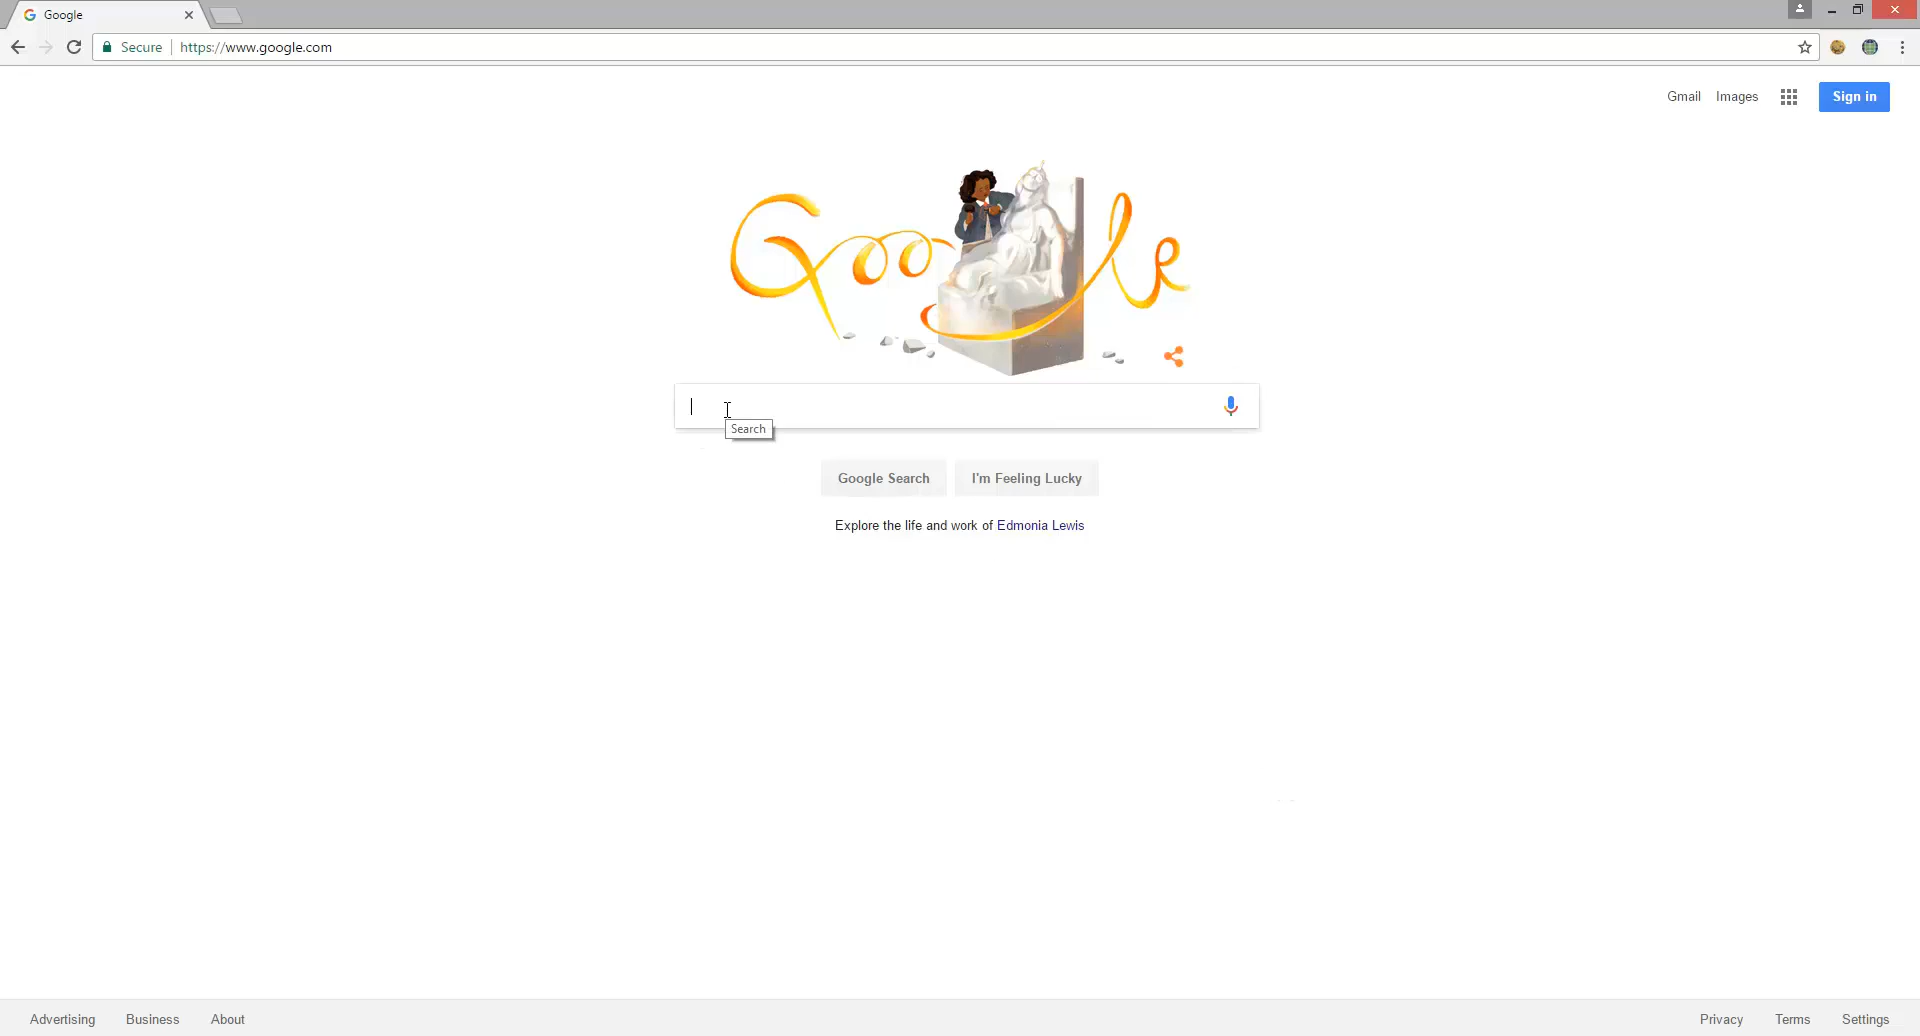 Google
Secure https://www.google.com
Gmail Images Sign in
Google
Search
Google Search I'm Feeling Lucky
Explore the life and work of Edmonia Lewis
Advertising Business About Privacy Terms Settings